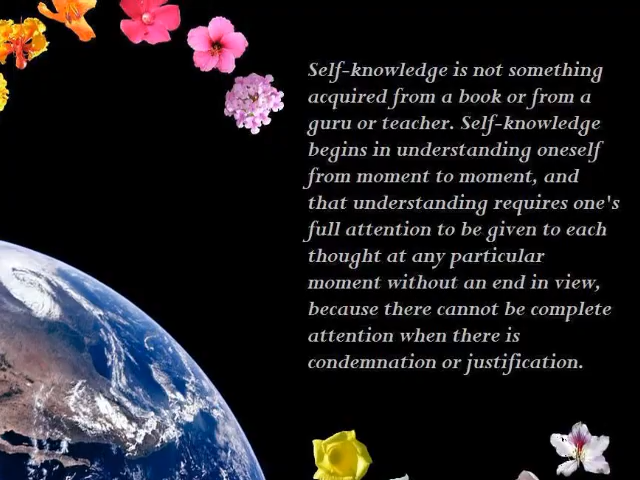 Self-knowledge is not something
acquired from a book or from a
guru or teacher. Self-knowledge
begins in understanding oneself
from moment to moment, and
that understanding requires one's
full attention to be given to each
thought at any particular
moment without an end in view,
because there cannot be complete
attention when there is
condemnation or justification.